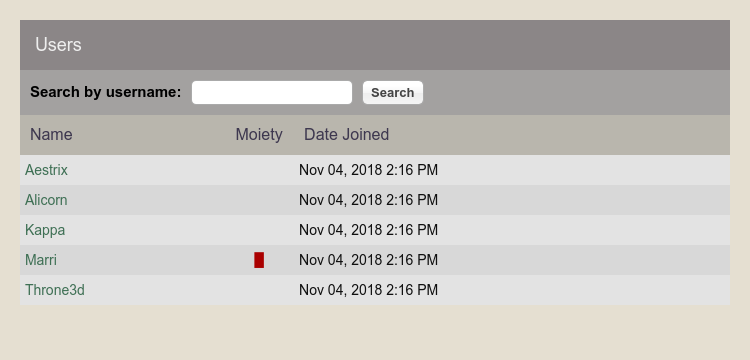 Users
Search by username: Search
Name Moiety Date Joined
Aestrix Nov 04, 2018 2:16 PM
Alicorn Nov 04, 2018 2:16 PM
Kappa Nov 04, 2018 2:16 PM
Marri █ Nov 04, 2018 2:16 PM
Throne3d Nov 04, 2018 2:16 PM